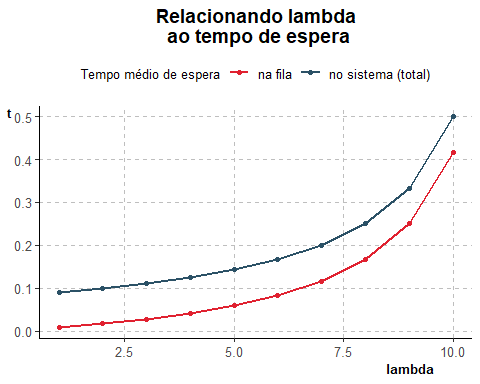 Relacionando lambda
ao tempo de espera
Tempo médio de espera na fila no sistema (total)
t
0.5
0.4
0.3
0.2
0.1
0.0
2.5 5.0 7.5 10.0
lambda